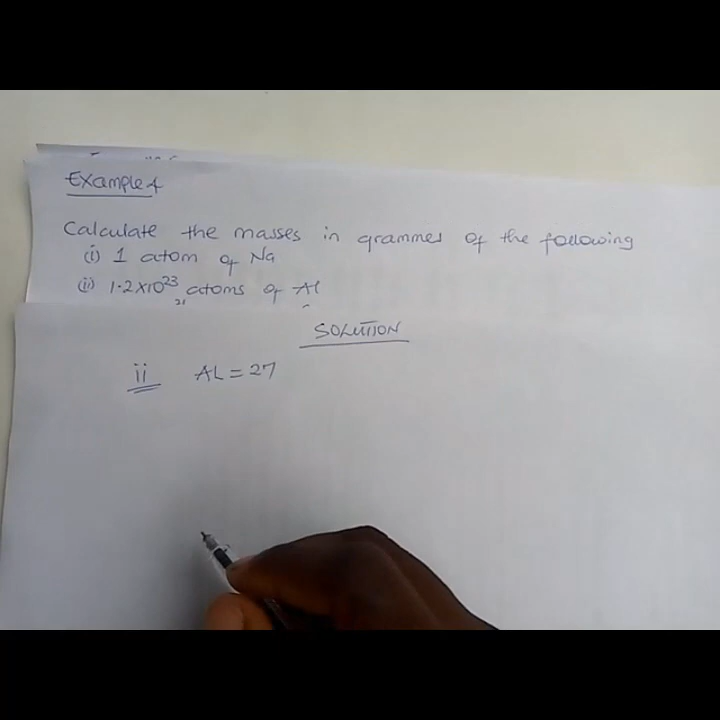 Example 4
Calculate the masses in grammes of the following
(i) 1 atom of Na
(ii) 1.2×10²³ atoms of Al
SOLUTION
ii AL = 27